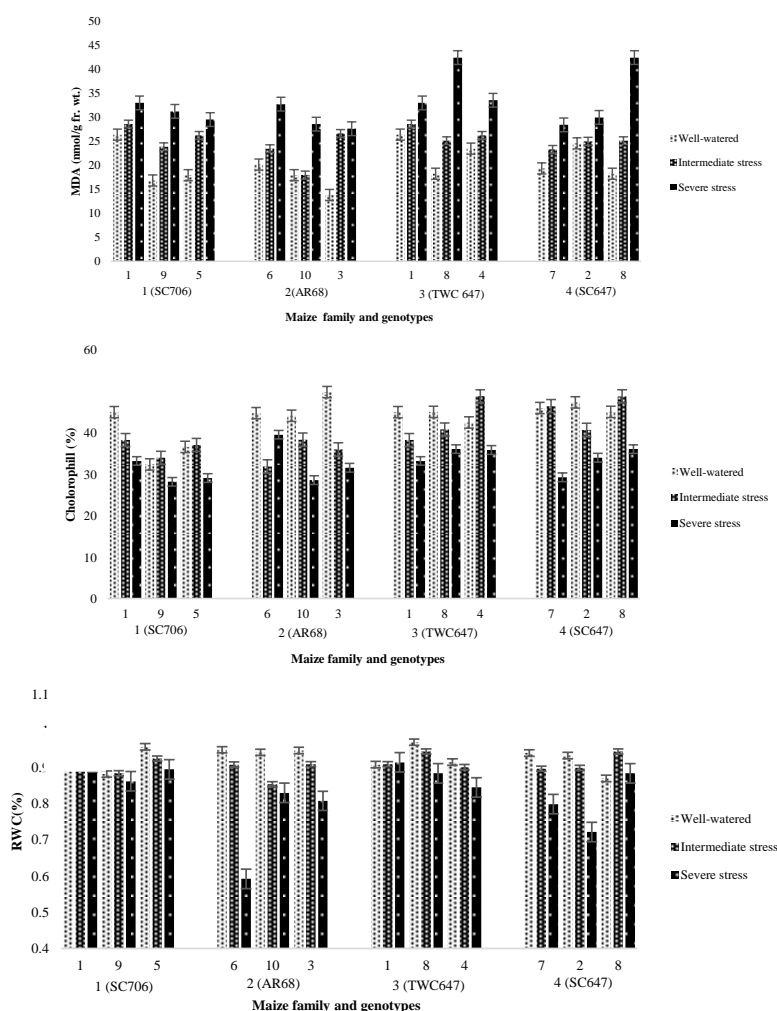 50
45
40
35
30
25
20
15
10
5
0
MDA (nmol/g fr. wt.)
1 9 5 6 10 3 1 8 4 7 2 8
1 (SC706) 2(AR68) 3 (TWC 647) 4 (SC647)
Maize family and genotypes
Well-watered
Intermediate stress
Severe stress
60
40
30
20
10
0
Cholorophill (%)
1 9 5 6 10 3 1 8 4 7 2 8
1 (SC706) 2 (AR68) 3 (TWC647) 4 (SC647)
Maize family and genotypes
Well-watered
Intermediate stress
Severe stress
1.1
0.9
0.8
0.7
0.6
0.5
0.4
RWC(%)
1 9 5 6 10 3 1 8 4 7 2 8
1 (SC706) 2 (AR68) 3 (TWC647) 4 (SC647)
Maize family and genotypes
Well-watered
Intermediate stress
Severe stress